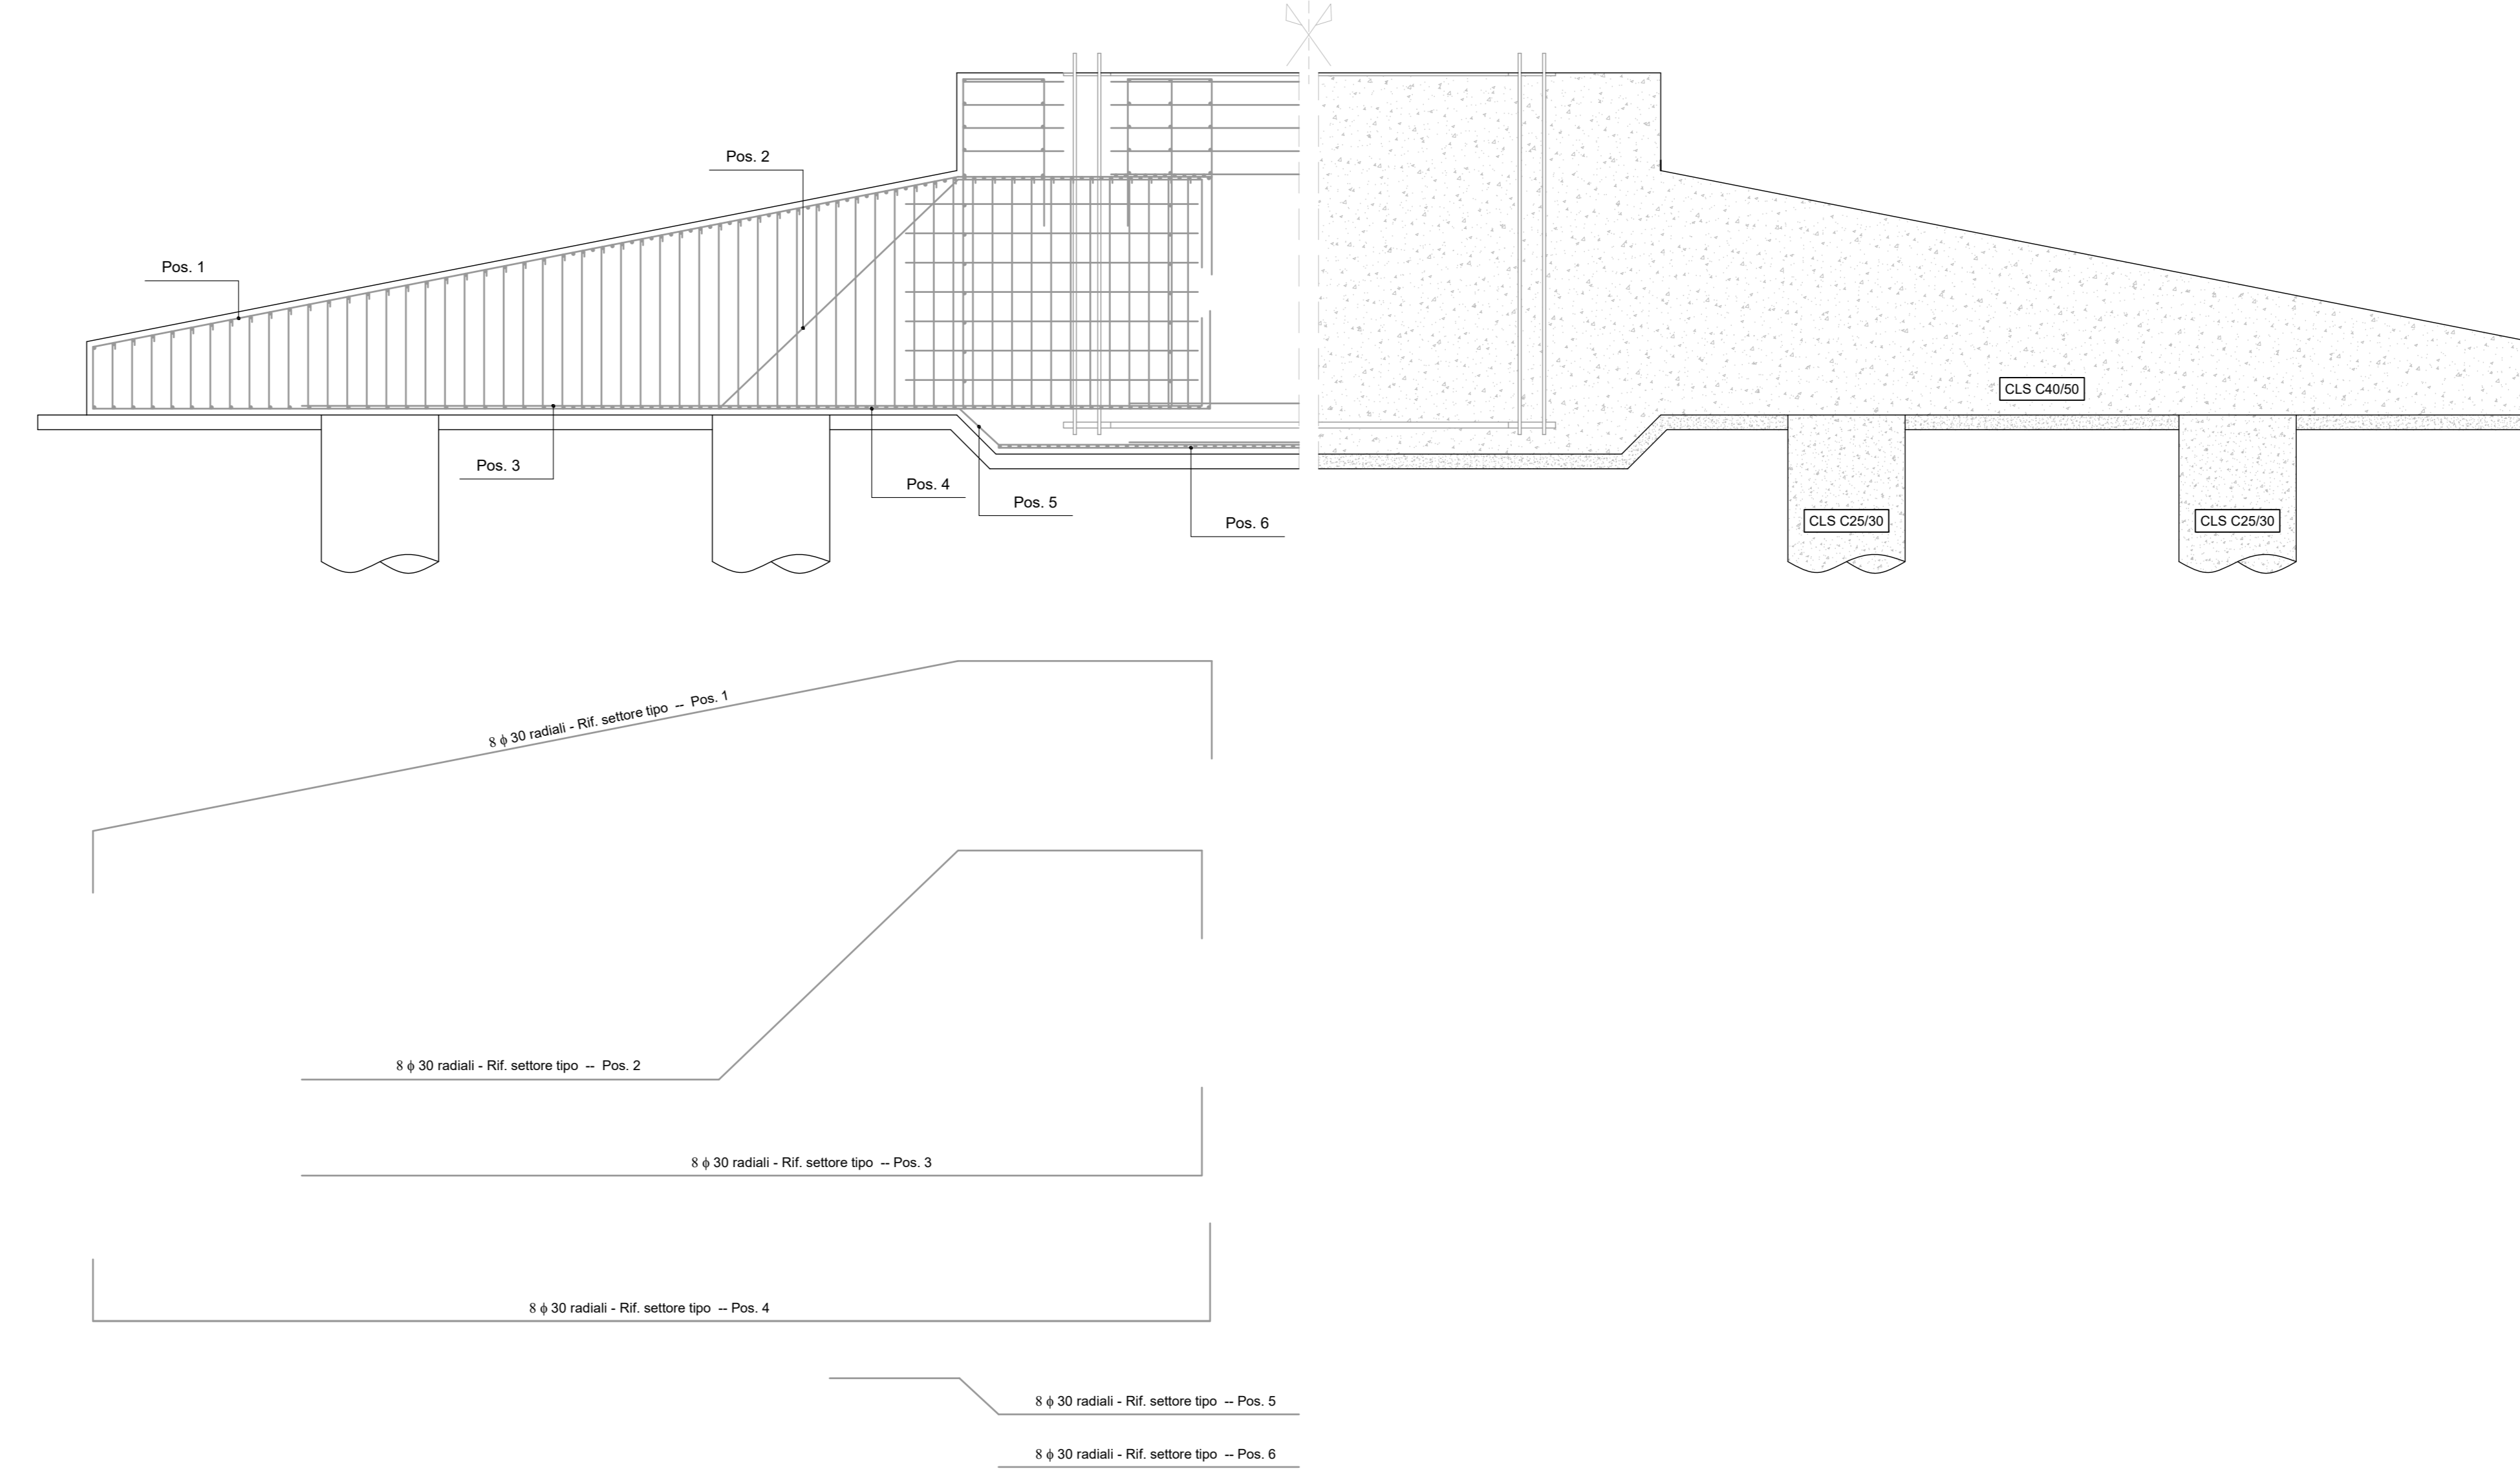 Pos. 2
Pos. 1
CLS C40/50
Pos. 3
Pos. 4
Pos. 5
Pos. 6
CLS C25/30
CLS C25/30
8 ϕ 30 radiali - Rif. settore tipo -- Pos. 1
8 ϕ 30 radiali - Rif. settore tipo -- Pos. 2
8 ϕ 30 radiali - Rif. settore tipo -- Pos. 3
8 ϕ 30 radiali - Rif. settore tipo -- Pos. 4
8 ϕ 30 radiali - Rif. settore tipo -- Pos. 5
8 ϕ 30 radiali - Rif. settore tipo -- Pos. 6